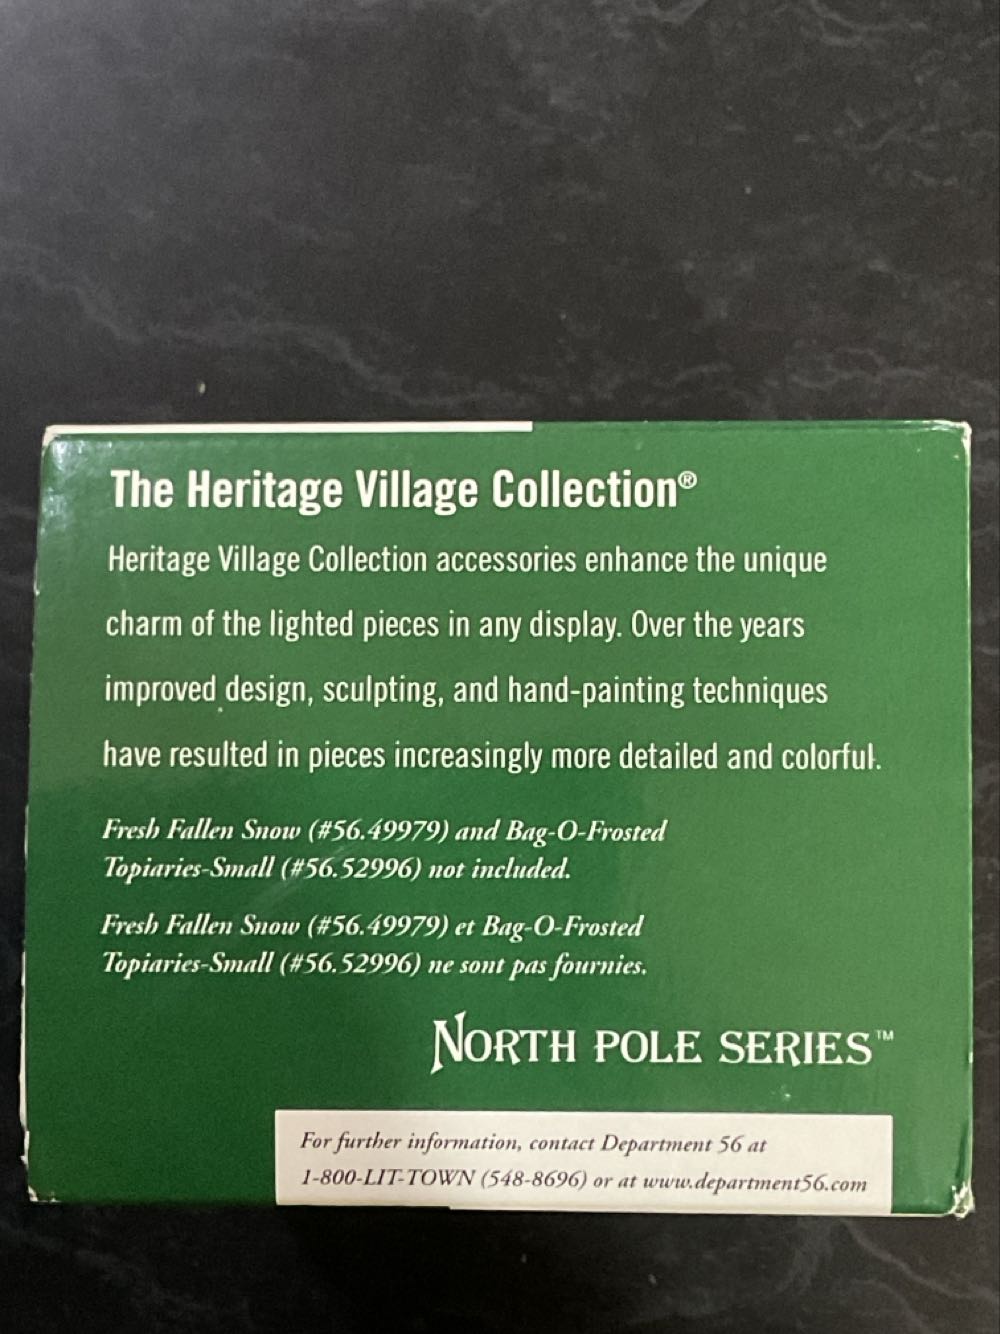 The Heritage Village Collection®
Heritage Village Collection accessories enhance the unique
charm of the lighted pieces in any display. Over the years
improved design, sculpting, and hand-painting techniques
have resulted in pieces increasingly more detailed and colorful.
Fresh Fallen Snow (#56.49979) and Bag-O-Frosted
Topiaries-Small (#56.52996) not included.
Fresh Fallen Snow (#56.49979) et Bag-O-Frosted
Topiaries-Small (#56.52996) ne sont pas fournies.
NORTH POLE SERIES™
For further information, contact Department 56 at
1-800-LIT-TOWN (548-8696) or at www.department56.com